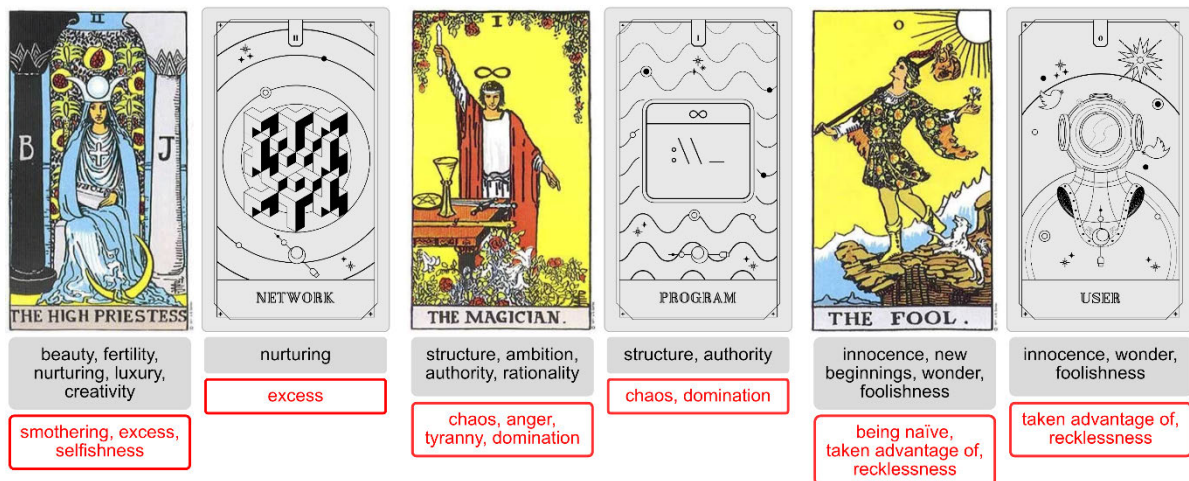 II
B
J
TORA
THE HIGH PRIESTESS
II
NETWORK
I
THE MAGICIAN.
I
∞
:\\ _
PROGRAM
0
THE FOOL.
0
USER
beauty, fertility,
nurturing, luxury,
creativity
smothering, excess,
selfishness
nurturing
excess
structure, ambition,
authority, rationality
chaos, anger,
tyranny, domination
structure, authority
chaos, domination
innocence, new
beginnings, wonder,
foolishness
being naïve,
taken advantage of,
recklessness
innocence, wonder,
foolishness
taken advantage of,
recklessness